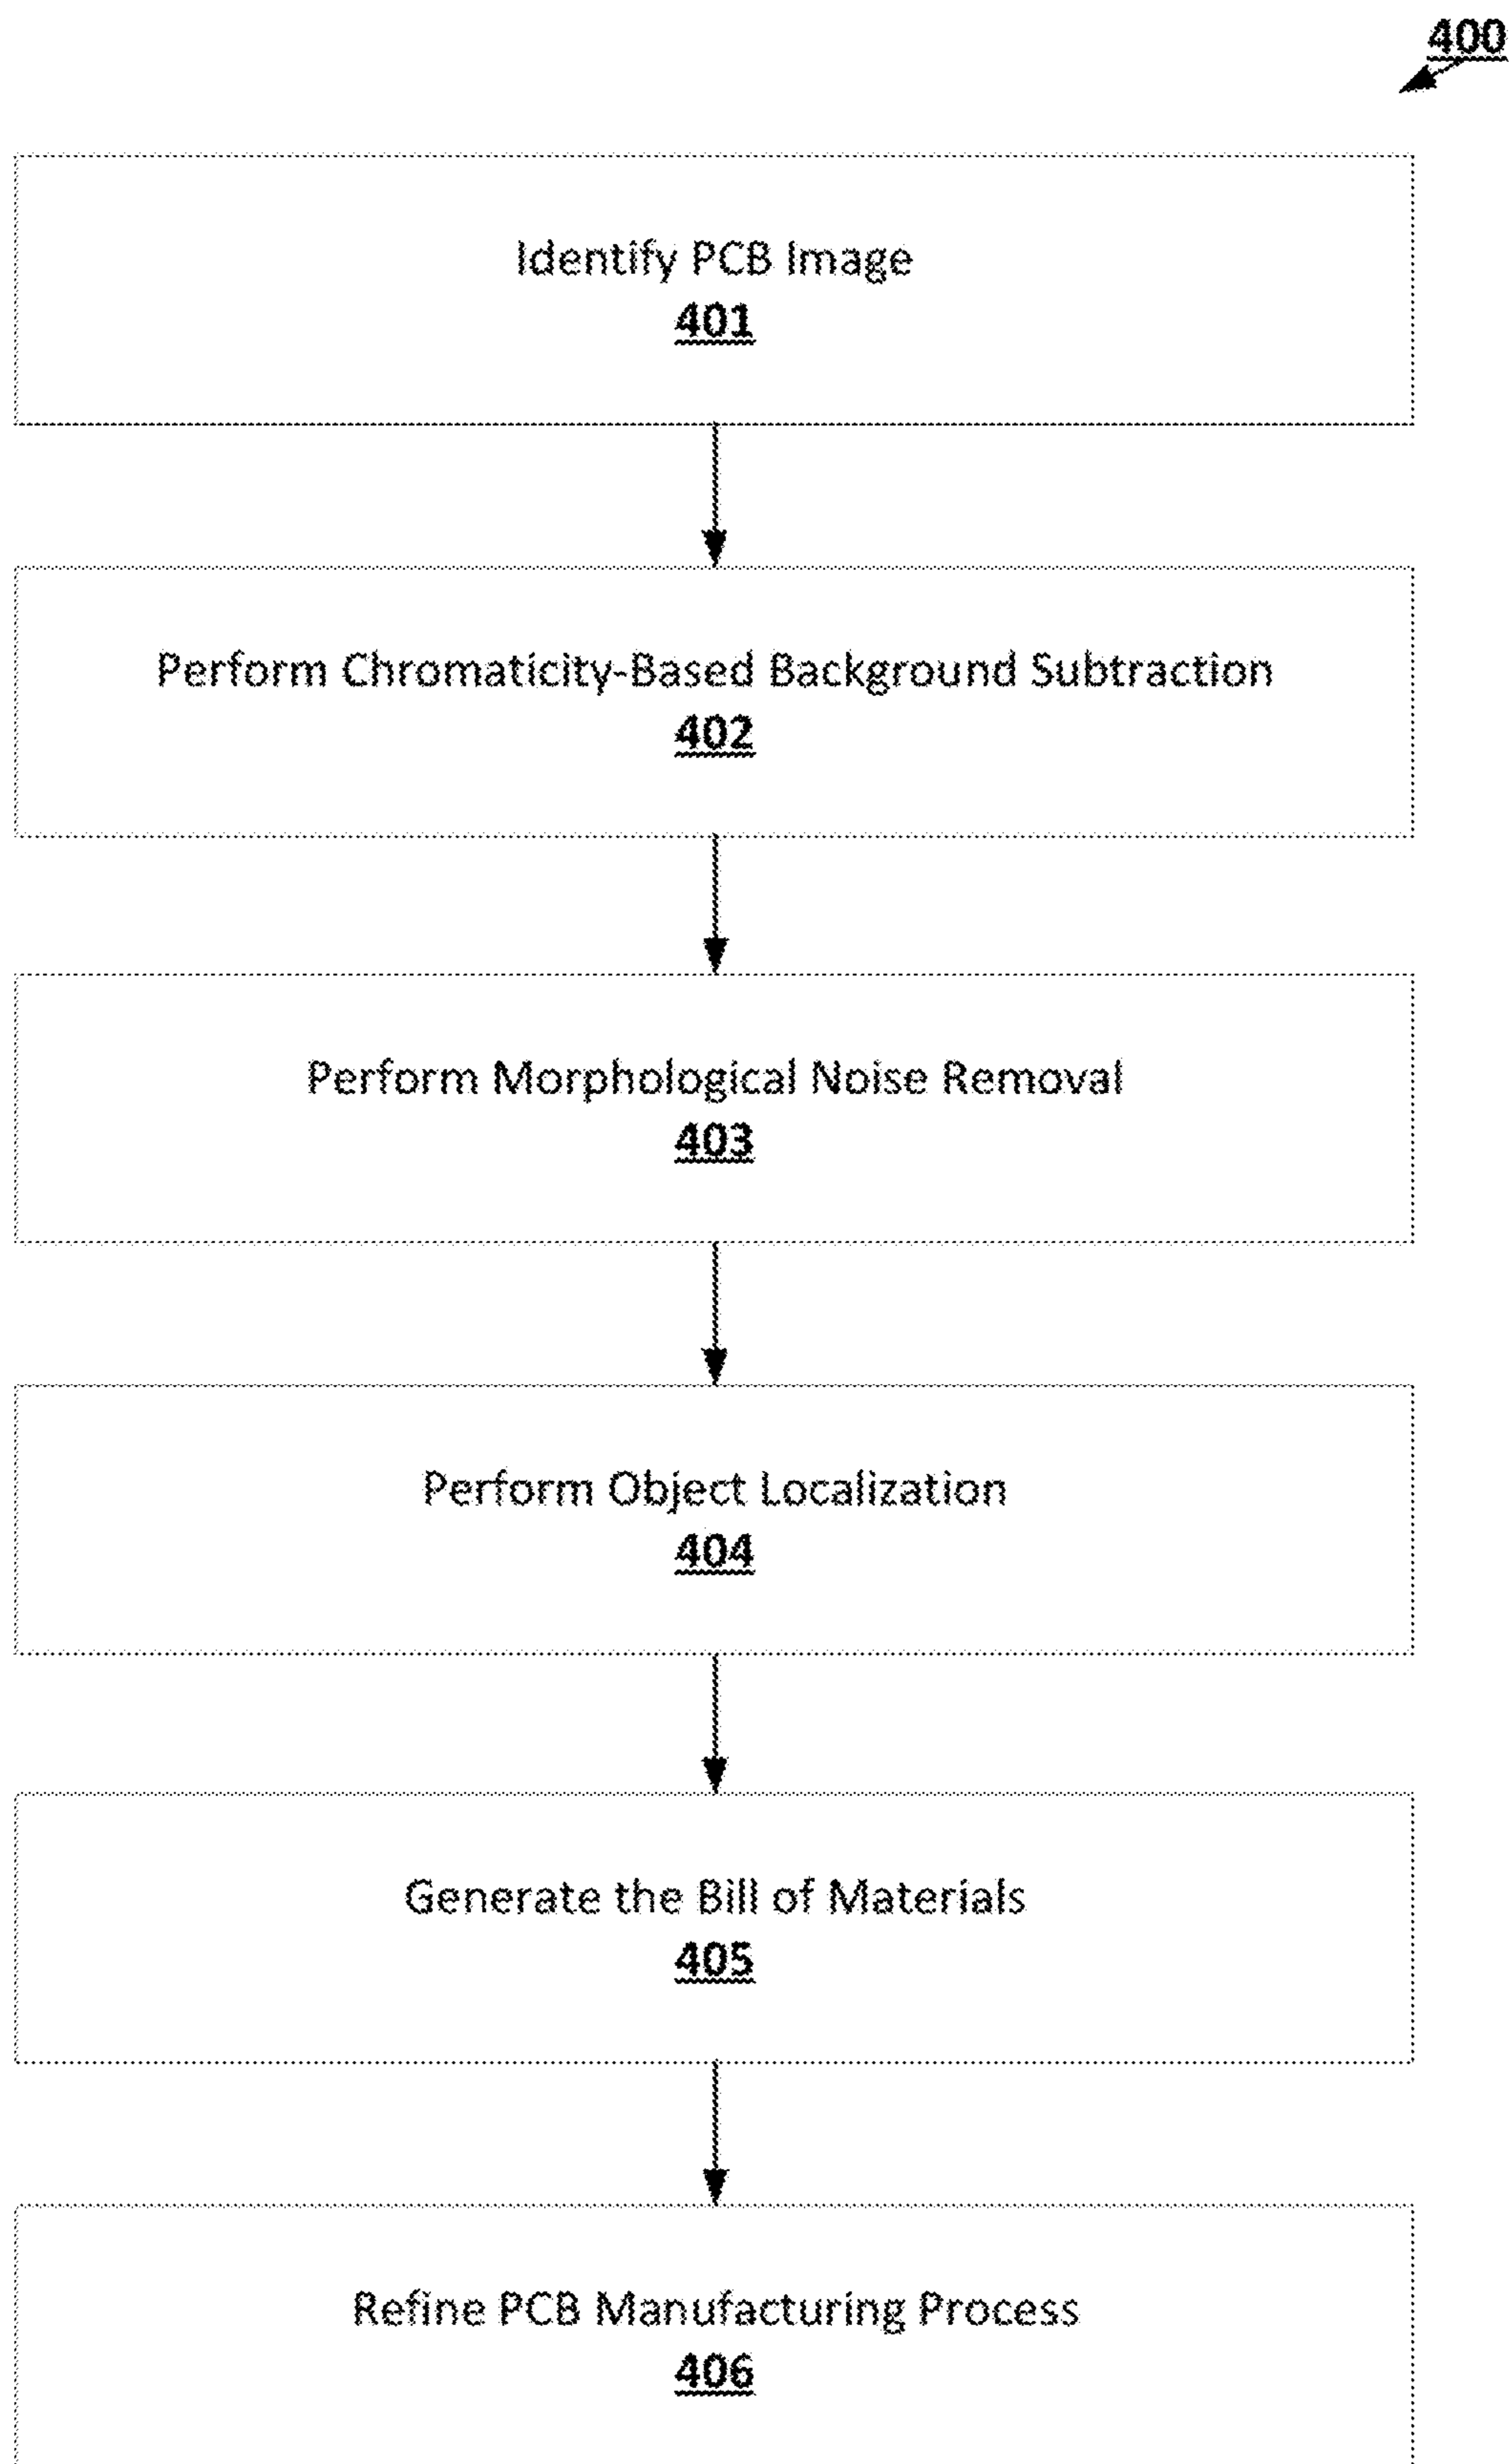 400
Identify PCB Image
401
Perform Chromaticity-Based Background Subtraction
402
Perform Morphological Noise Removal
403
Perform Object Localization
404
Generate the Bill of Materials
405
Refine PCB Manufacturing Process
406